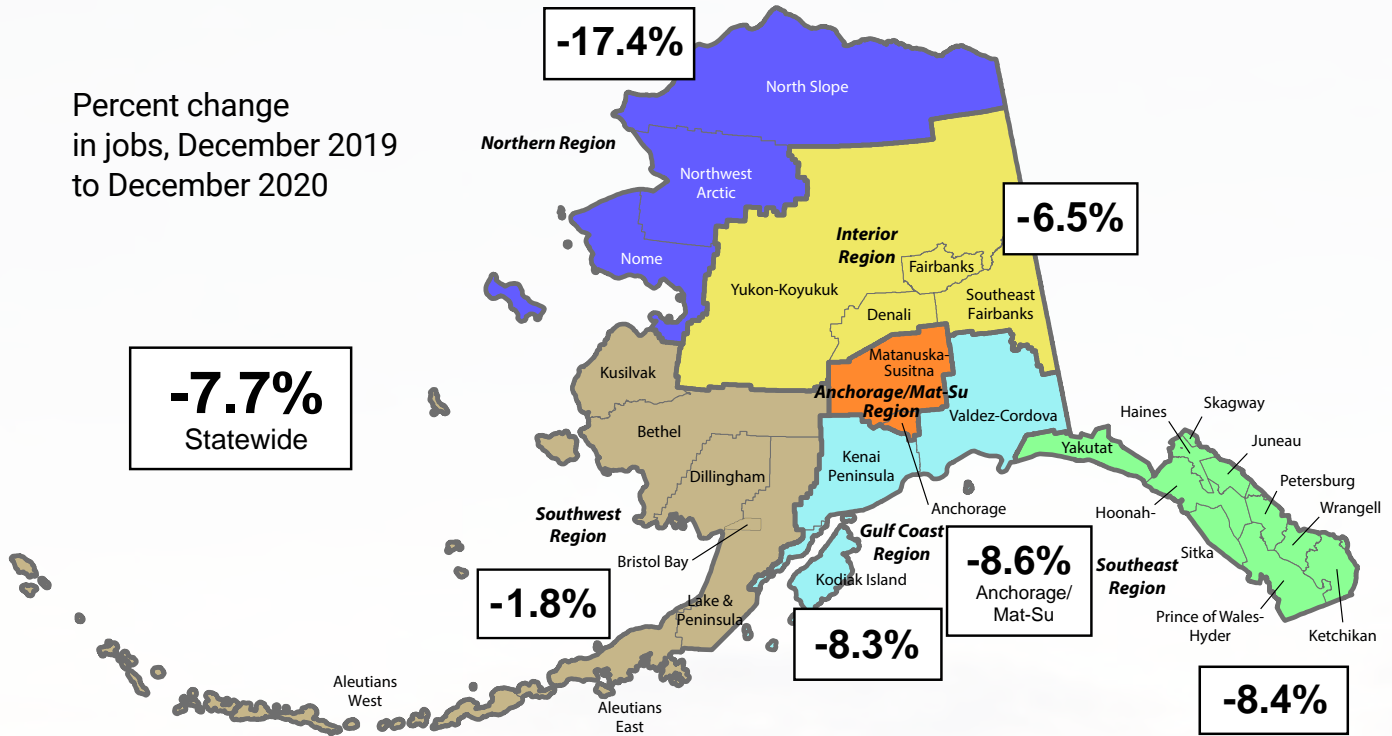 Percent change
in jobs, December 2019
to December 2020
-17.4%
North Slope
Northern Region
Northwest
Arctic
Nome
-6.5%
Interior
Region
Fairbanks
Yukon-Koyukuk
Southeast
Fairbanks
Denali
-7.7%
Statewide
Matanuska-
Susitna
Anchorage/Mat-Su
Region
Kusilvak
Bethel
Dillingham
Valdez-Cordova
Kenai
Peninsula
Anchorage
Yakutat
Haines
Skagway
Juneau
Petersburg
Wrangell
Hoonah-
Sitka
Southeast
Region
Prince of Wales-
Hyder
Ketchikan
-8.4%
Southwest
Region
Bristol Bay
Gulf Coast
Region
Kodiak Island
-8.6%
Anchorage/
Mat-Su
-1.8%
Lake &
Peninsula
-8.3%
Aleutians
West
Aleutians
East